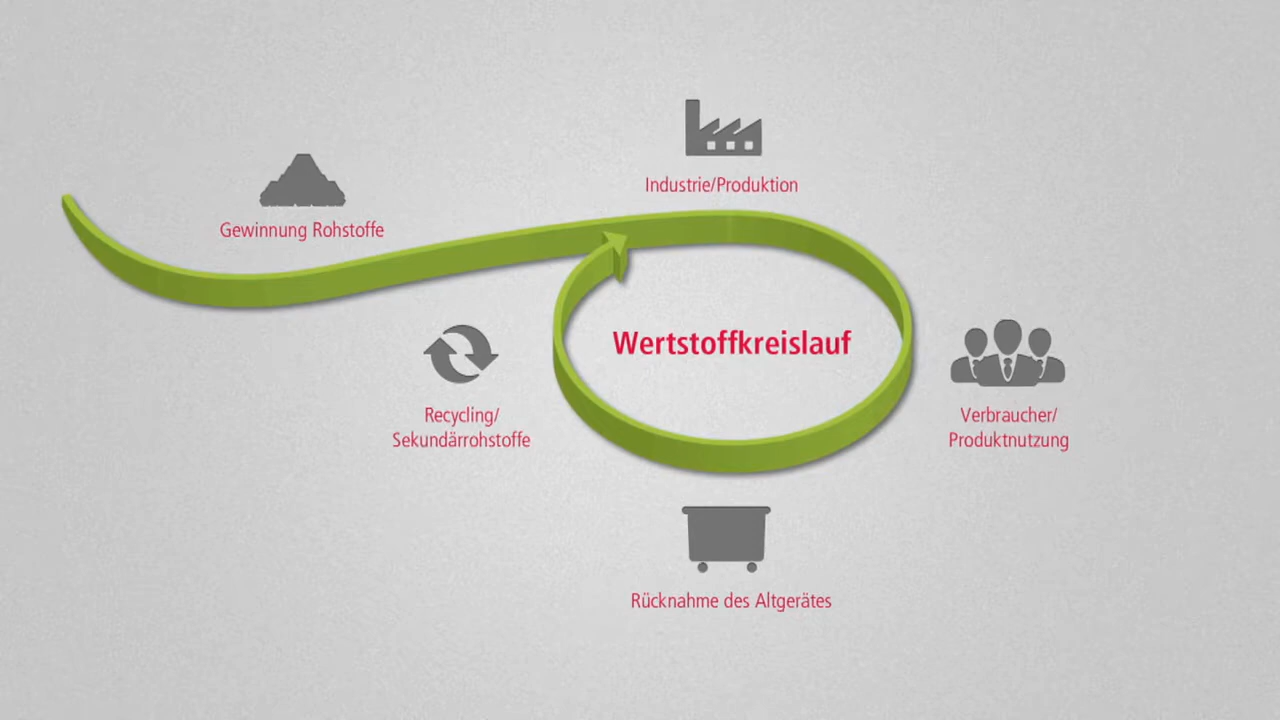 Industrie/Produktion
Gewinnung Rohstoffe
Wertstoffkreislauf
Recycling/
Sekundärrohstoffe
Verbraucher/
Produktnutzung
Rücknahme des Altgerätes